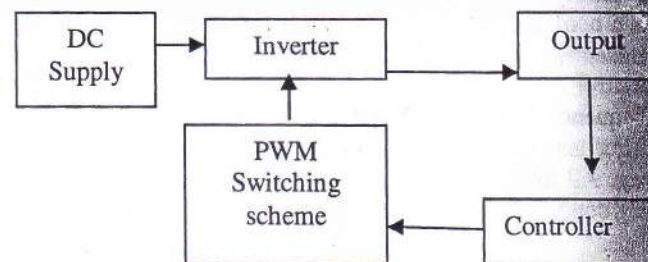 DC
Supply
Inverter
Output
PWM
Switching
scheme
Controller